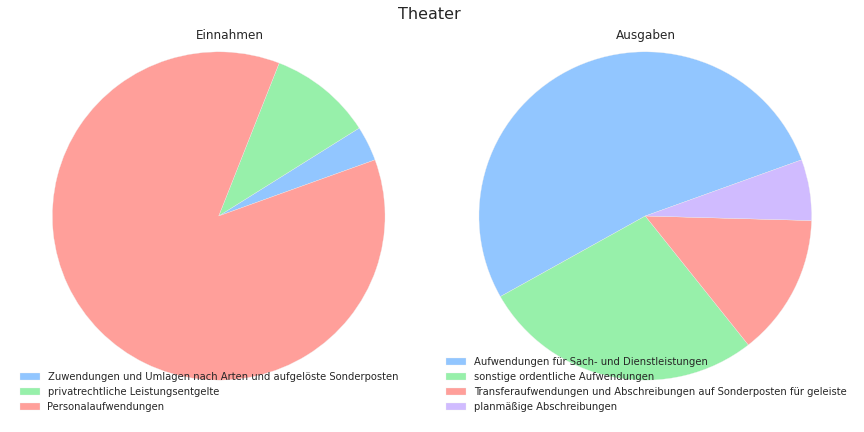 Theater
Einnahmen
Zuwendungen und Umlagen nach Arten und aufgelöste Sonderposten
privatrechtliche Leistungsentgelte
Personalaufwendungen
Ausgaben
Aufwendungen für Sach- und Dienstleistungen
sonstige ordentliche Aufwendungen
Transferaufwendungen und Abschreibungen auf Sonderposten für geleiste
planmäßige Abschreibungen